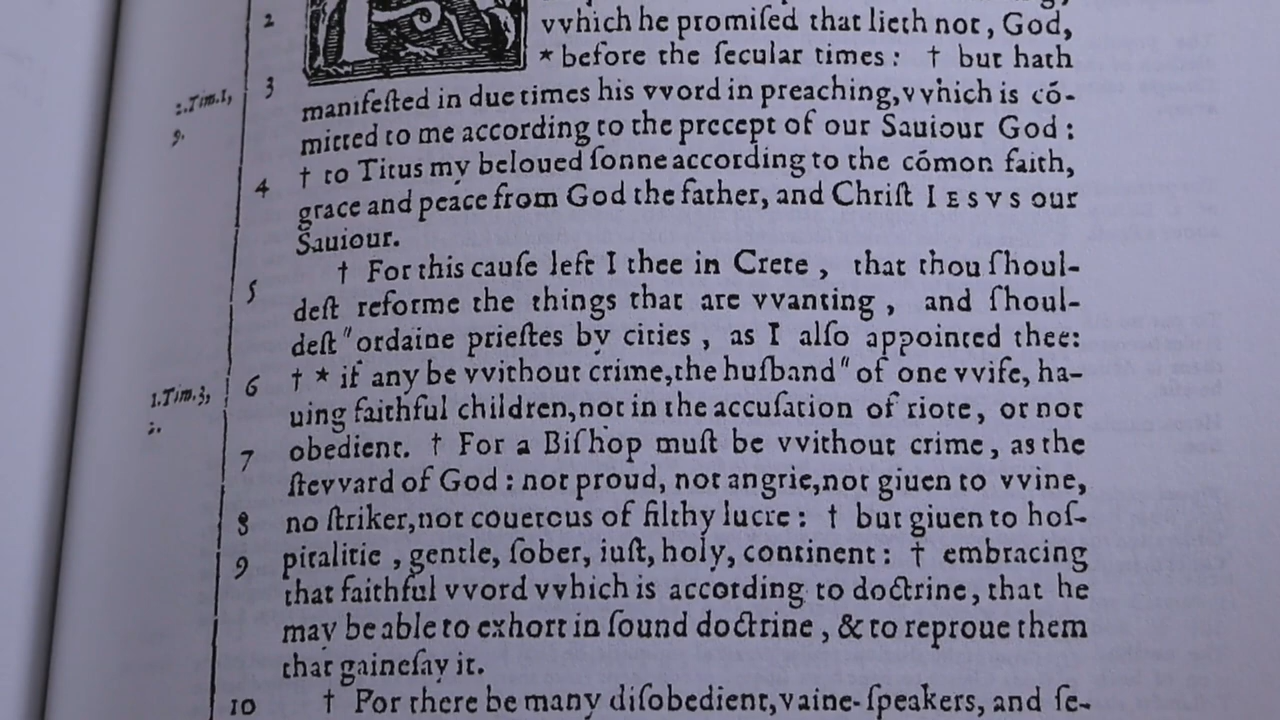 2
vvhich he promiſed that lieth not, God,
* before the ſecular times: † but hath
2.Tim.1,
9.
3
manifeſted in due times his vvord in preaching, vvhich is cō-
mitted to me according to the precept of our Sauiour God:
4
† to Titus my beloued ſonne according to the cōmon faith,
grace and peace from God the father, and Chriſt IESVS our
Sauiour.
5
† For this cauſe left I thee in Crete, that thou ſhoul-
deſt reforme the things that are vvanting, and ſhoul-
deſt "ordaine prieſtes by cities, as I alſo appointed thee:
1.Tim.3,
2.
6
† * if any be vvithout crime, the huſband" of one vvife, ha-
uing faithful children, not in the accuſation of riote, or not
7
obedient. † For a Biſhop muſt be vvithout crime, as the
ſtevvard of God: not proud, not angrie, not giuen to vvine,
8
no ſtriker, not couetous of filthy lucre: † but giuen to hoſ-
9
pitalitie, gentle, ſober, iuſt, holy, continent: † embracing
that faithful vvord vvhich is according to doctrine, that he
may be able to exhort in ſound doctrine, & to reproue them
that gaineſay it.
10
† For there be many diſobedient, vaine-ſpeakers, and ſe-